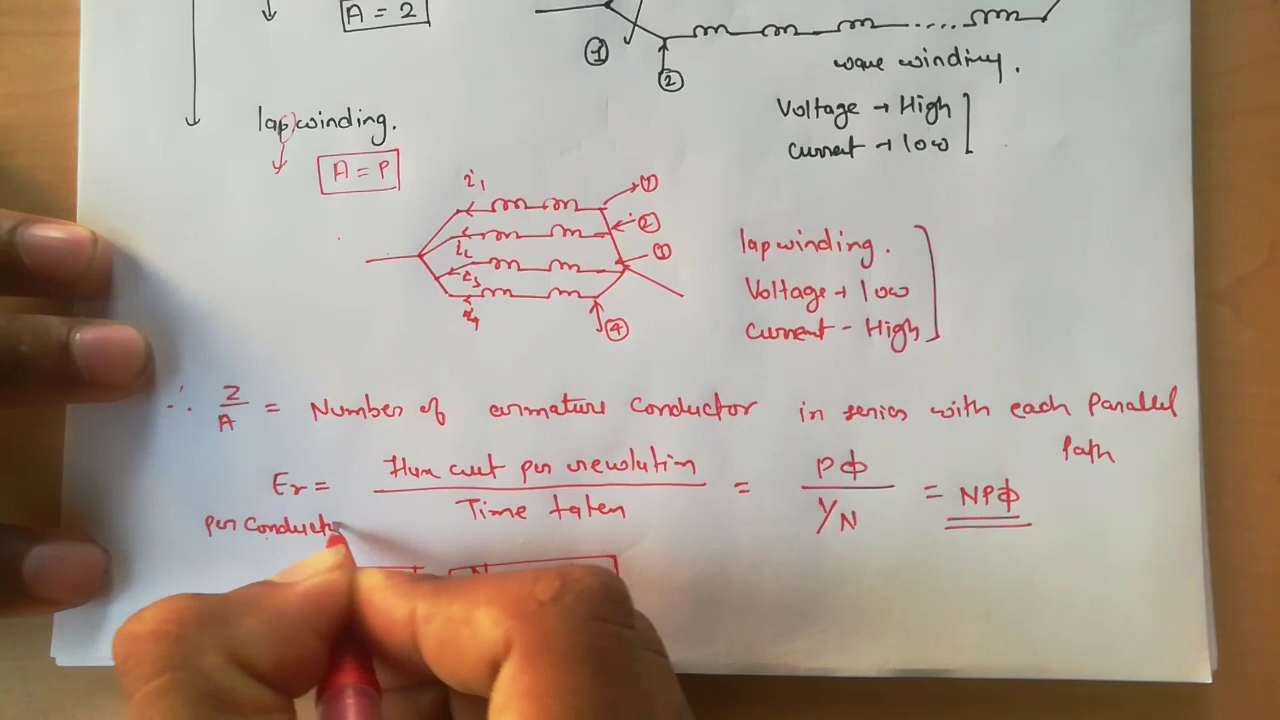 A = 2
①
②
wave winding.
Voltage → High
current → low
lap winding.
A = P
i1
i2
i3
i4
①
②
③
④
lap winding.
Voltage → low
current - High
∴ Z/A = Number of armature conductor in series with each parallel
path
Er = Flux cut per revolution / Time taken = PΦ / 1/N = NPΦ
per conducto
N